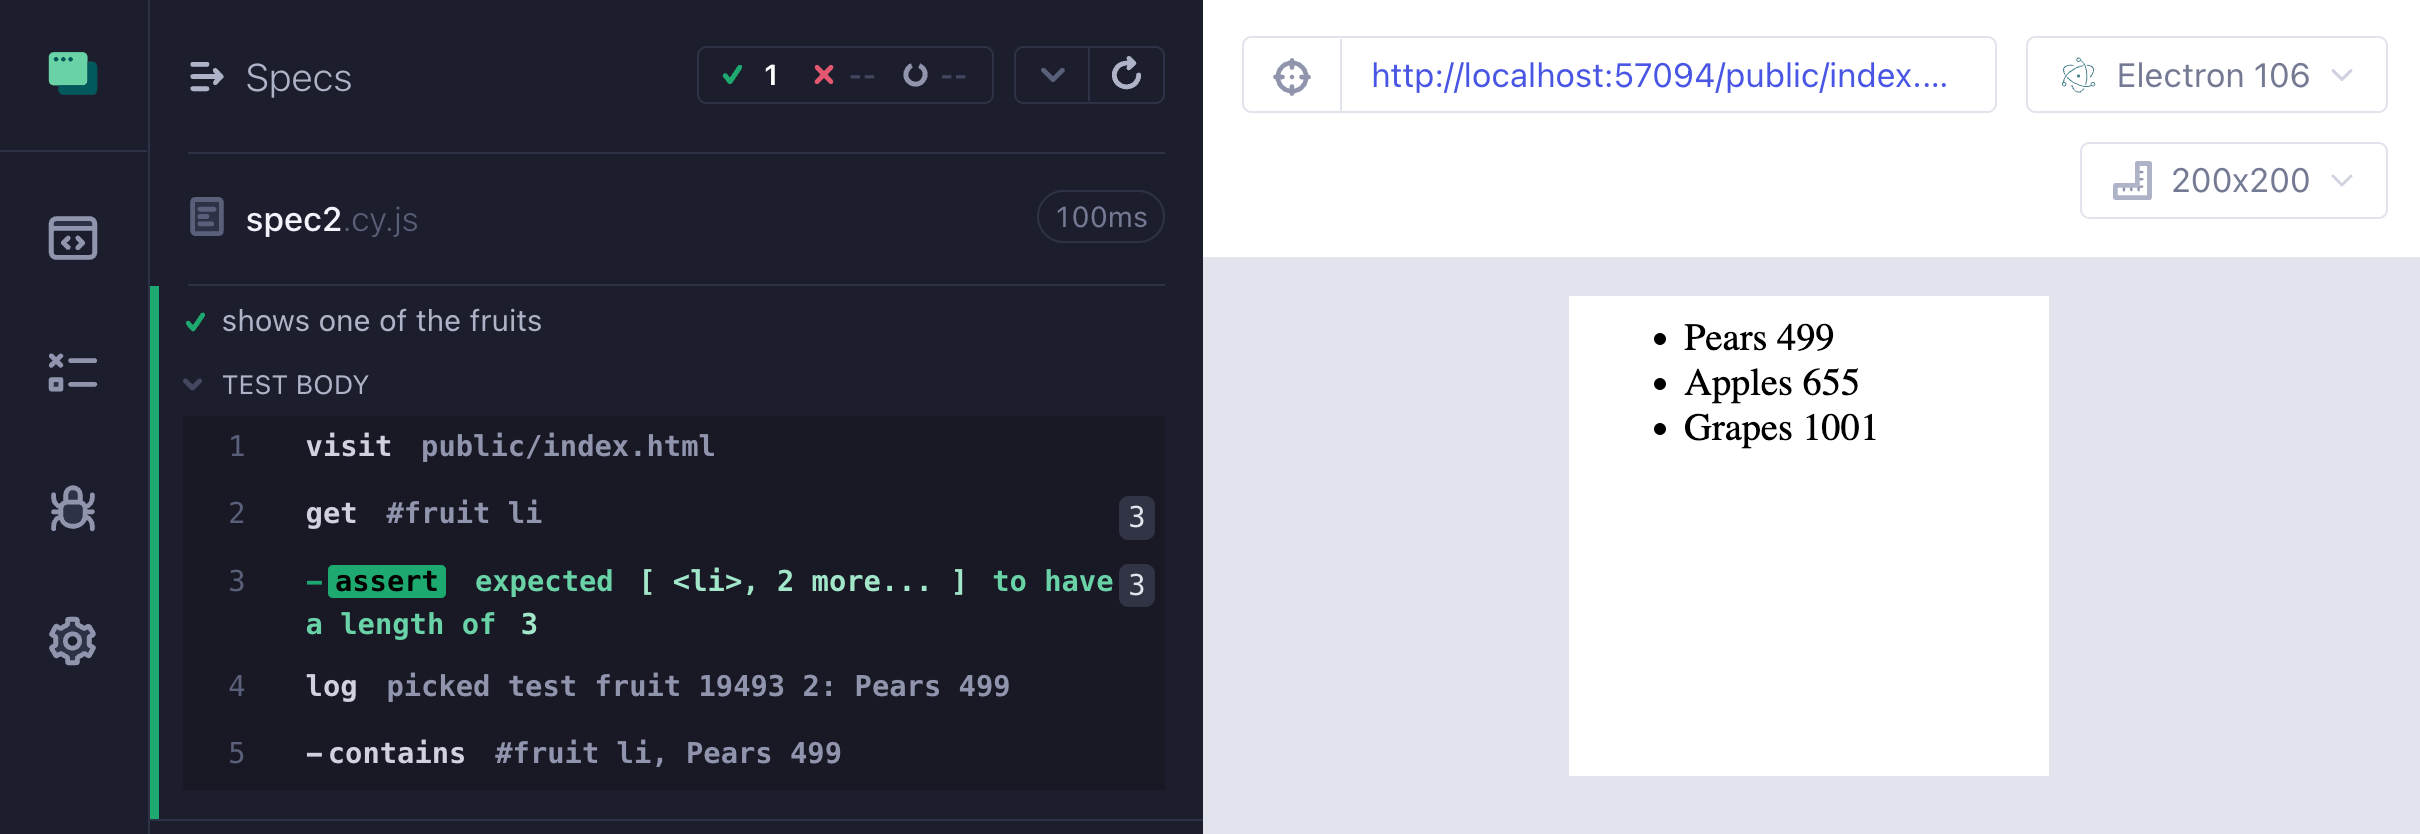 Specs
1 -- --
spec2.cy.js
100ms
shows one of the fruits
TEST BODY
1 visit public/index.html
2 get #fruit li 3
3 -assert expected [ <li>, 2 more... ] to have 3
a length of 3
4 log picked test fruit 19493 2: Pears 499
5 -contains #fruit li, Pears 499
http://localhost:57094/public/index....
Electron 106
200x200
• Pears 499
• Apples 655
• Grapes 1001